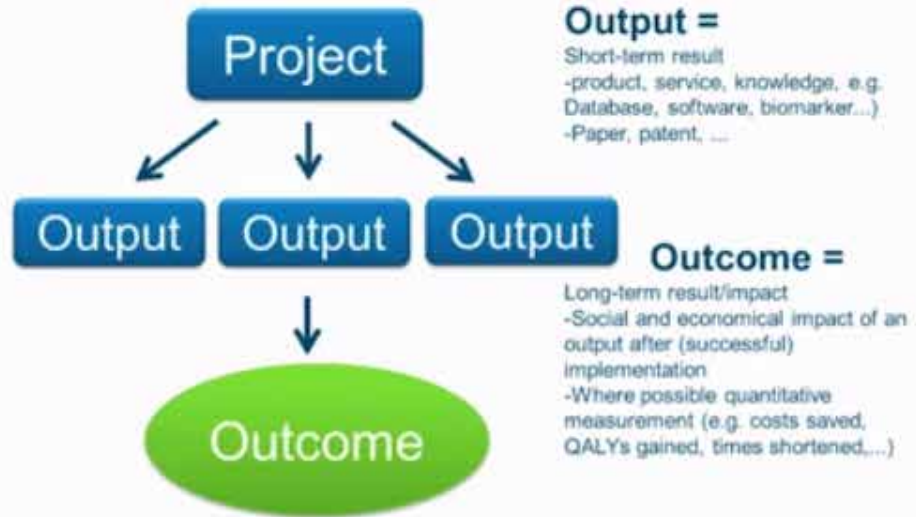 Project
Output =
Short-term result
-product, service, knowledge, e.g.
Database, software, biomarker...)
-Paper, patent, ...
Output
Output
Output
Outcome =
Long-term result/impact
-Social and economical impact of an
output after (successful)
implementation
-Where possible quantitative
measurement (e.g. costs saved,
QALYs gained, times shortened,...)
Outcome